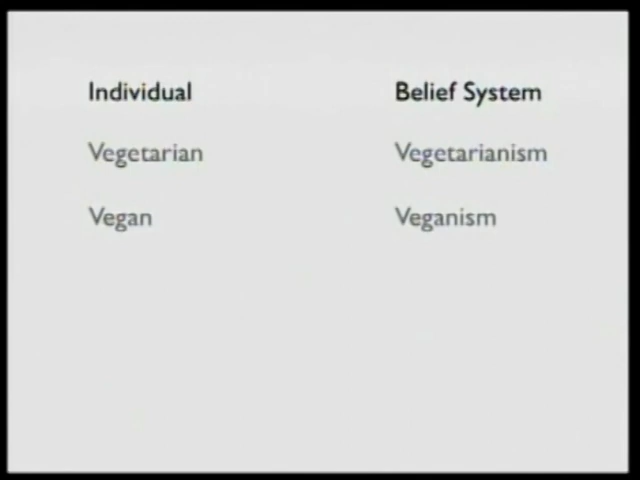 Individual Belief System
Vegetarian Vegetarianism
Vegan Veganism